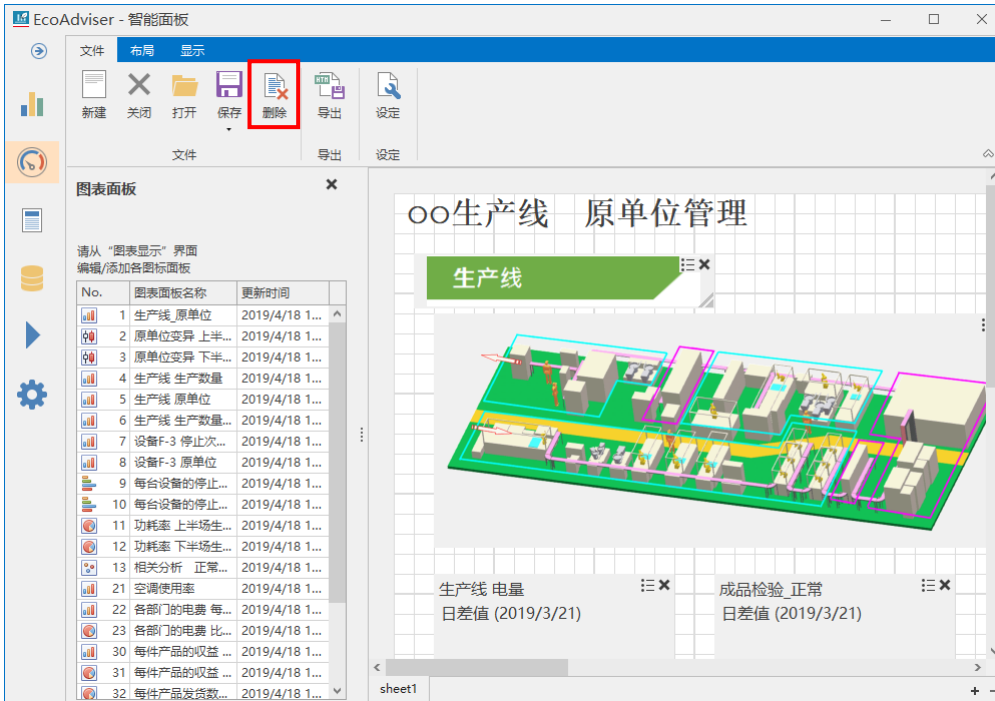 EcoAdviser - 智能面板
文件 布局 显示
新建 关闭 打开 保存 删除 导出 设定
文件 导出 设定
图表面板
请从“图表显示”界面
编辑/添加各图标面板
No. 图表面板名称 更新时间
1 生产线_原单位 2019/4/18 1...
2 原单位变异 上半... 2019/4/18 1...
3 原单位变异 下半... 2019/4/18 1...
4 生产线 生产数量 2019/4/18 1...
5 生产线 原单位 2019/4/18 1...
6 生产线 生产数量... 2019/4/18 1...
7 设备F-3 停止次... 2019/4/18 1...
8 设备F-3 原单位 2019/4/18 1...
9 每台设备的停止... 2019/4/18 1...
10 每台设备的停止... 2019/4/18 1...
11 功耗率 上半场生... 2019/4/18 1...
12 功耗率 下半场生... 2019/4/18 1...
13 相关分析 正常... 2019/4/18 1...
21 空调使用率 2019/4/18 1...
22 各部门的电费 每... 2019/4/18 1...
23 各部门的电费 比... 2019/4/18 1...
30 每件产品的收益 ... 2019/4/18 1...
31 每件产品的收益 ... 2019/4/18 1...
32 每件产品发货数... 2019/4/18 1...
oo生产线 原单位管理
生产线
生产线 电量
日差值 (2019/3/21)
成品检验_正常
日差值 (2019/3/21)
sheet1